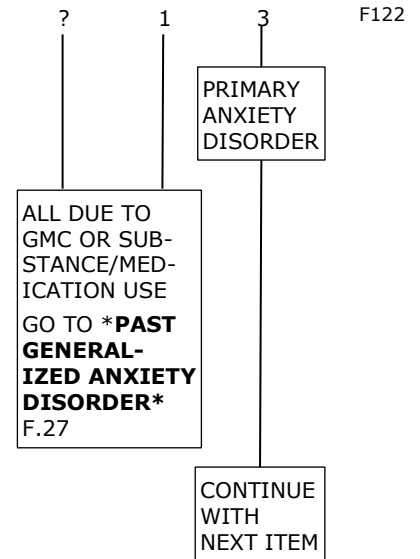 ? 1 3 F122
PRIMARY
ANXIETY
DISORDER
ALL DUE TO
GMC OR SUB-
STANCE/MED-
ICATION USE
GO TO *PAST
GENERAL-
IZED ANXIETY
DISORDER*
F.27
CONTINUE
WITH
NEXT ITEM